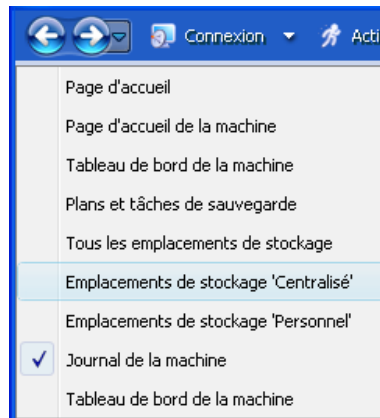 Connexion Acti
Page d'accueil
Page d'accueil de la machine
Tableau de bord de la machine
Plans et tâches de sauvegarde
Tous les emplacements de stockage
Emplacements de stockage 'Centralisé'
Emplacements de stockage 'Personnel'
Journal de la machine
Tableau de bord de la machine